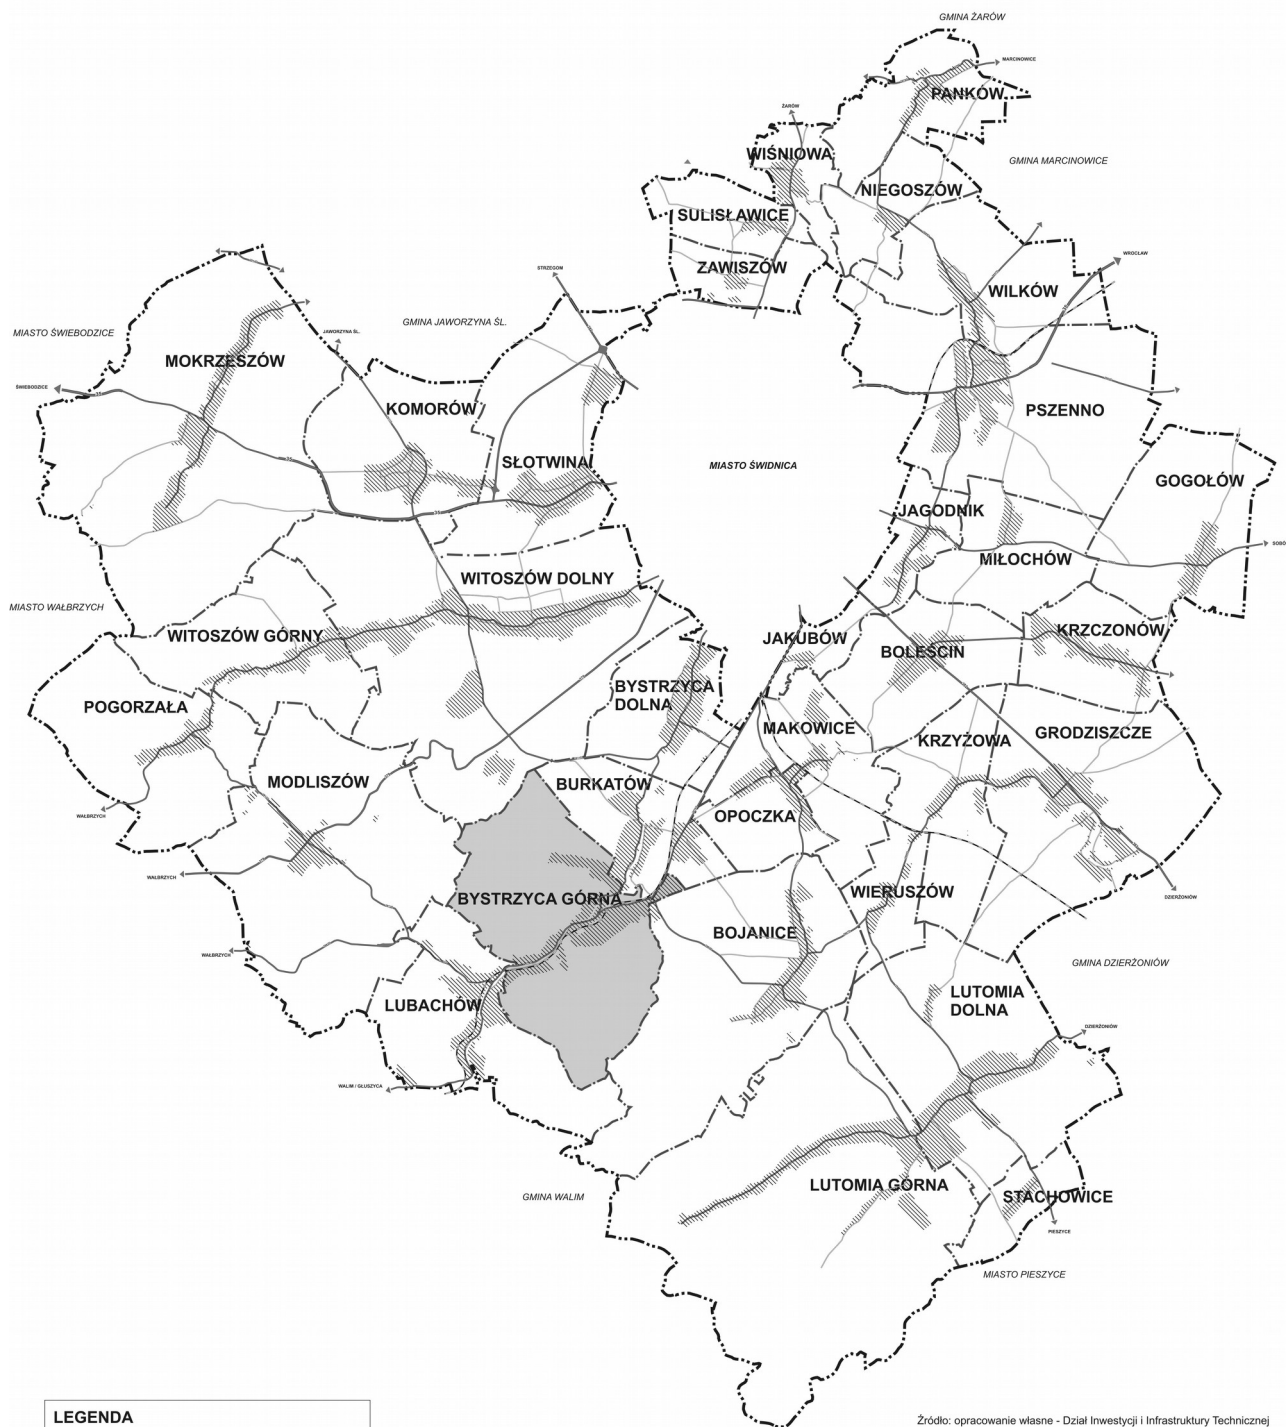 GMINA ŻARÓW
MARCINOWICE
PANKÓW
ŻARÓW
WIŚNIOWA
GMINA MARCINOWICE
NIEGOSZÓW
SULISŁAWICE
WROCŁAW
ZAWISZÓW
STRZEGOM
WILKÓW
GMINA JAWORZYNA ŚL.
MIASTO ŚWIEBODZICE
JAWORZYNA ŚL.
MOKRZESZÓW
ŚWIEBODZICE
KOMORÓW
PSZENNO
SŁOTWINA
MIASTO ŚWIDNICA
GOGOŁÓW
JAGODNIK
SOBÓ
MIŁOCHÓW
WITOSZÓW DOLNY
MIASTO WAŁBRZYCH
WITOSZÓW GÓRNY
JAKUBÓW
KRZCZONÓW
BOLEŚCIN
BYSTRZYCA
DOLNA
POGORZAŁA
MAKOWICE
KRZYŻOWA
GRODZISZCZE
MODLISZÓW
BURKATÓW
OPOCZKA
WAŁBRZYCH
WAŁBRZYCH
WIERUSZÓW
BYSTRZYCA GÓRNA
DZIERŻONIÓW
BOJANICE
WAŁBRZYCH
GMINA DZIERŻONIÓW
LUTOMIA
DOLNA
LUBACHÓW
DZIERŻONIÓW
WALIM / GŁUSZYCA
LUTOMIA GÓRNA
GMINA WALIM
STACHOWICE
PIESZYCE
MIASTO PIESZYCE
LEGENDA
Źródło: opracowanie własne - Dział Inwestycji i Infrastruktury Technicznej